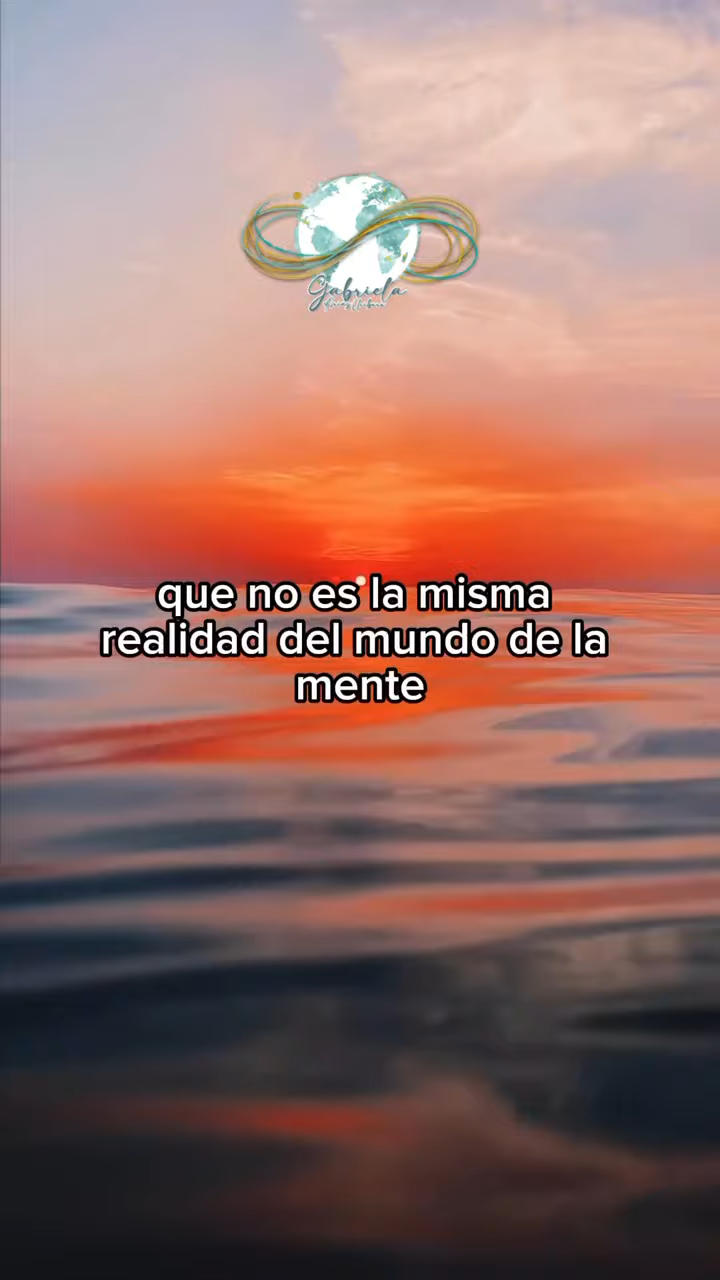 Gabriela
que no es la misma
realidad del mundo de la
mente